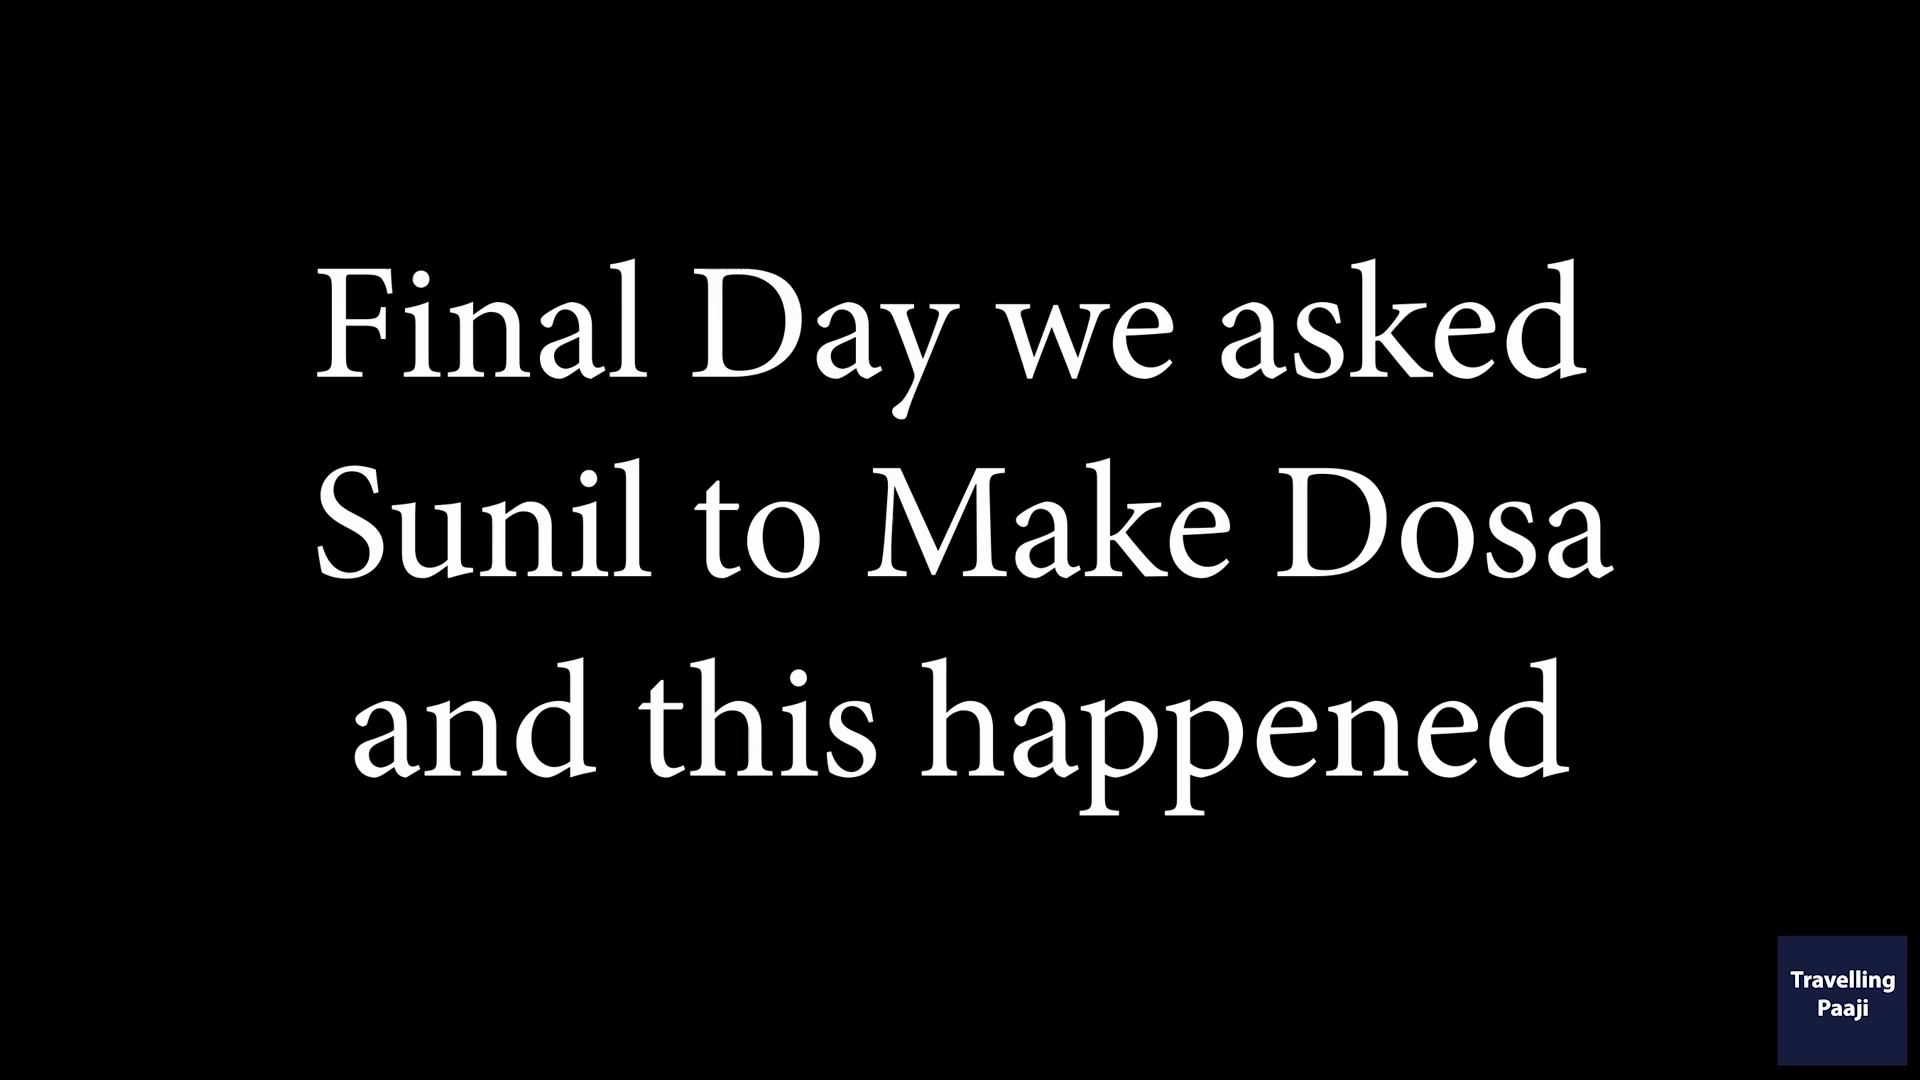 Final Day we asked
Sunil to Make Dosa
and this happened
Travelling
Paaji